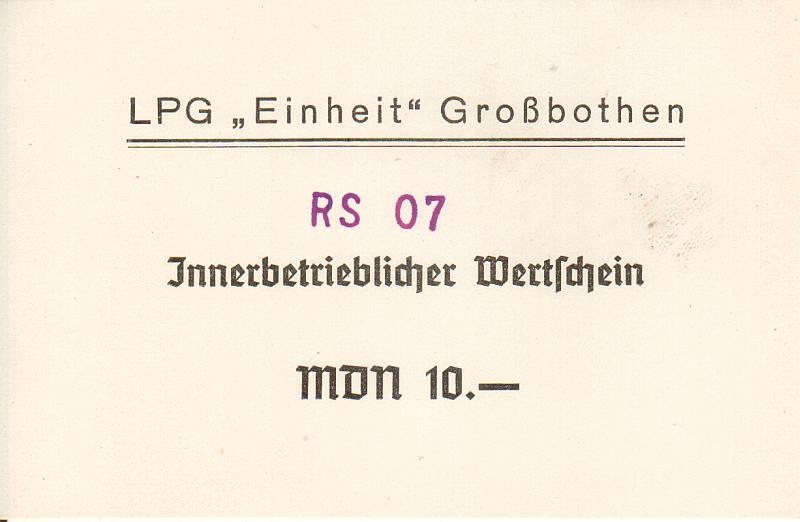 LPG „Einheit“ Großbothen
RS 07
Innerbetrieblicher Wertſchein
MDN 10.—